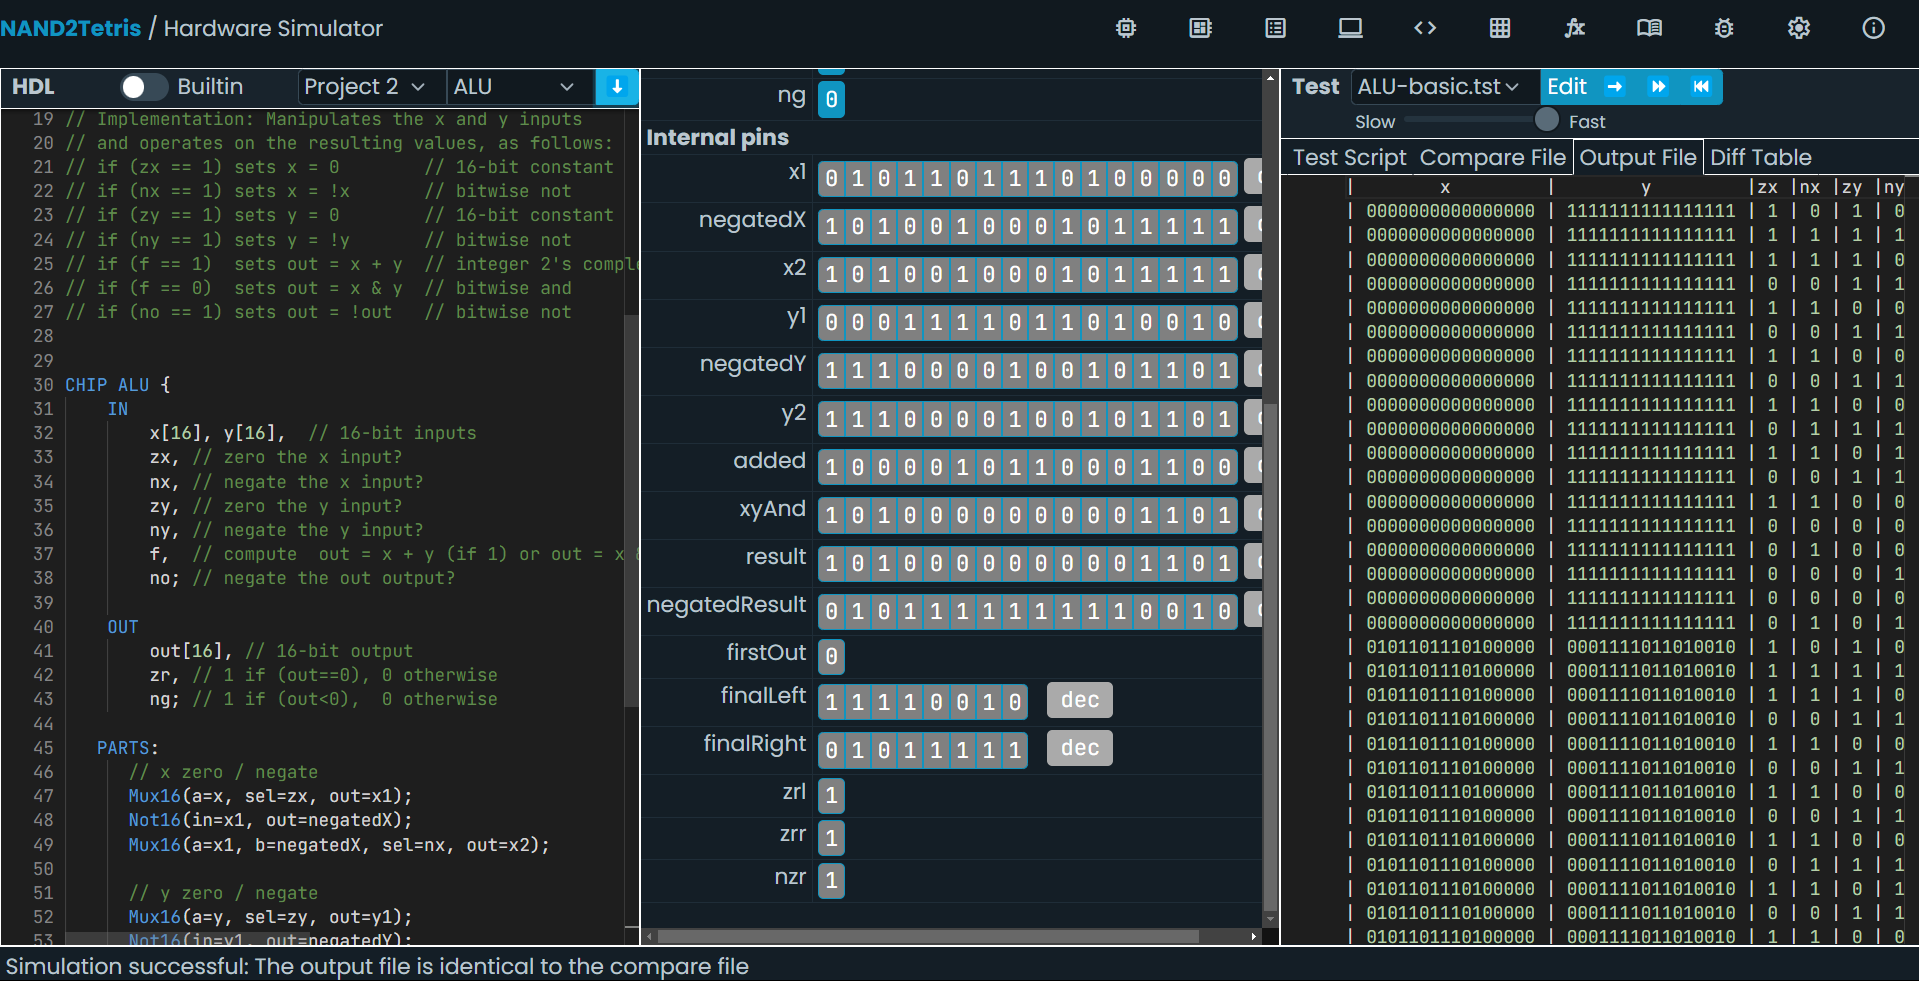 NAND2Tetris / Hardware Simulator
HDL Builtin Project 2 ALU
19 // Implementation: Manipulates the x and y inputs
20 // and operates on the resulting values, as follows:
21 // if (zx == 1) sets x = 0        // 16-bit constant
22 // if (nx == 1) sets x = !x       // bitwise not
23 // if (zy == 1) sets y = 0        // 16-bit constant
24 // if (ny == 1) sets y = !y       // bitwise not
25 // if (f == 1)  sets out = x + y  // integer 2's compl
26 // if (f == 0)  sets out = x & y  // bitwise and
27 // if (no == 1) sets out = !out   // bitwise not
28
29
30 CHIP ALU {
31 IN
32 x[16], y[16],  // 16-bit inputs
33 zx, // zero the x input?
34 nx, // negate the x input?
35 zy, // zero the y input?
36 ny, // negate the y input?
37 f,  // compute  out = x + y (if 1) or out = x
38 no; // negate the out output?
39
40 OUT
41 out[16], // 16-bit output
42 zr, // 1 if (out==0), 0 otherwise
43 ng; // 1 if (out<0),  0 otherwise
44
45 PARTS:
46 // x zero / negate
47 Mux16(a=x, sel=zx, out=x1);
48 Not16(in=x1, out=negatedX);
49 Mux16(a=x1, b=negatedX, sel=nx, out=x2);
50
51 // y zero / negate
52 Mux16(a=y, sel=zy, out=y1);
53 Not16(in=y1, out=negatedY);
ng 0
Internal pins
x1 0 1 0 1 1 0 1 1 1 0 1 0 0 0 0 0
negatedX 1 0 1 0 0 1 0 0 0 1 0 1 1 1 1 1
x2 1 0 1 0 0 1 0 0 0 1 0 1 1 1 1 1
y1 0 0 0 1 1 1 1 0 1 1 0 1 0 0 1 0
negatedY 1 1 1 0 0 0 0 1 0 0 1 0 1 1 0 1
y2 1 1 1 0 0 0 0 1 0 0 1 0 1 1 0 1
added 1 0 0 0 0 1 0 1 1 0 0 0 1 1 0 0
xyAnd 1 0 1 0 0 0 0 0 0 0 0 0 1 1 0 1
result 1 0 1 0 0 0 0 0 0 0 0 0 1 1 0 1
negatedResult 0 1 0 1 1 1 1 1 1 1 1 1 0 0 1 0
firstOut 0
finalLeft 1 1 1 1 0 0 1 0 dec
finalRight 0 1 0 1 1 1 1 1 dec
zrl 1
zrr 1
nzr 1
Test ALU-basic.tst Edit
Slow Fast
Test Script Compare File Output File Diff Table
| x | y |zx |nx |zy |ny
| 0000000000000000 | 1111111111111111 | 1 | 0 | 1 | 0
| 0000000000000000 | 1111111111111111 | 1 | 1 | 1 | 1
| 0000000000000000 | 1111111111111111 | 1 | 1 | 1 | 0
| 0000000000000000 | 1111111111111111 | 0 | 0 | 1 | 1
| 0000000000000000 | 1111111111111111 | 1 | 1 | 0 | 0
| 0000000000000000 | 1111111111111111 | 0 | 0 | 1 | 1
| 0000000000000000 | 1111111111111111 | 1 | 1 | 0 | 0
| 0000000000000000 | 1111111111111111 | 0 | 0 | 1 | 1
| 0000000000000000 | 1111111111111111 | 1 | 1 | 0 | 0
| 0000000000000000 | 1111111111111111 | 0 | 1 | 1 | 1
| 0000000000000000 | 1111111111111111 | 1 | 1 | 0 | 1
| 0000000000000000 | 1111111111111111 | 0 | 0 | 1 | 1
| 0000000000000000 | 1111111111111111 | 1 | 1 | 0 | 0
| 0000000000000000 | 1111111111111111 | 0 | 0 | 0 | 0
| 0000000000000000 | 1111111111111111 | 0 | 1 | 0 | 0
| 0000000000000000 | 1111111111111111 | 0 | 0 | 0 | 1
| 0000000000000000 | 1111111111111111 | 0 | 0 | 0 | 0
| 0000000000000000 | 1111111111111111 | 0 | 1 | 0 | 1
| 0101101110100000 | 0001111011010010 | 1 | 0 | 1 | 0
| 0101101110100000 | 0001111011010010 | 1 | 1 | 1 | 1
| 0101101110100000 | 0001111011010010 | 1 | 1 | 1 | 0
| 0101101110100000 | 0001111011010010 | 0 | 0 | 1 | 1
| 0101101110100000 | 0001111011010010 | 1 | 1 | 0 | 0
| 0101101110100000 | 0001111011010010 | 0 | 0 | 1 | 1
| 0101101110100000 | 0001111011010010 | 1 | 1 | 0 | 0
| 0101101110100000 | 0001111011010010 | 0 | 0 | 1 | 1
| 0101101110100000 | 0001111011010010 | 1 | 1 | 0 | 0
| 0101101110100000 | 0001111011010010 | 0 | 1 | 1 | 1
| 0101101110100000 | 0001111011010010 | 1 | 1 | 0 | 1
| 0101101110100000 | 0001111011010010 | 0 | 0 | 1 | 1
| 0101101110100000 | 0001111011010010 | 1 | 1 | 0 | 0
Simulation successful: The output file is identical to the compare file